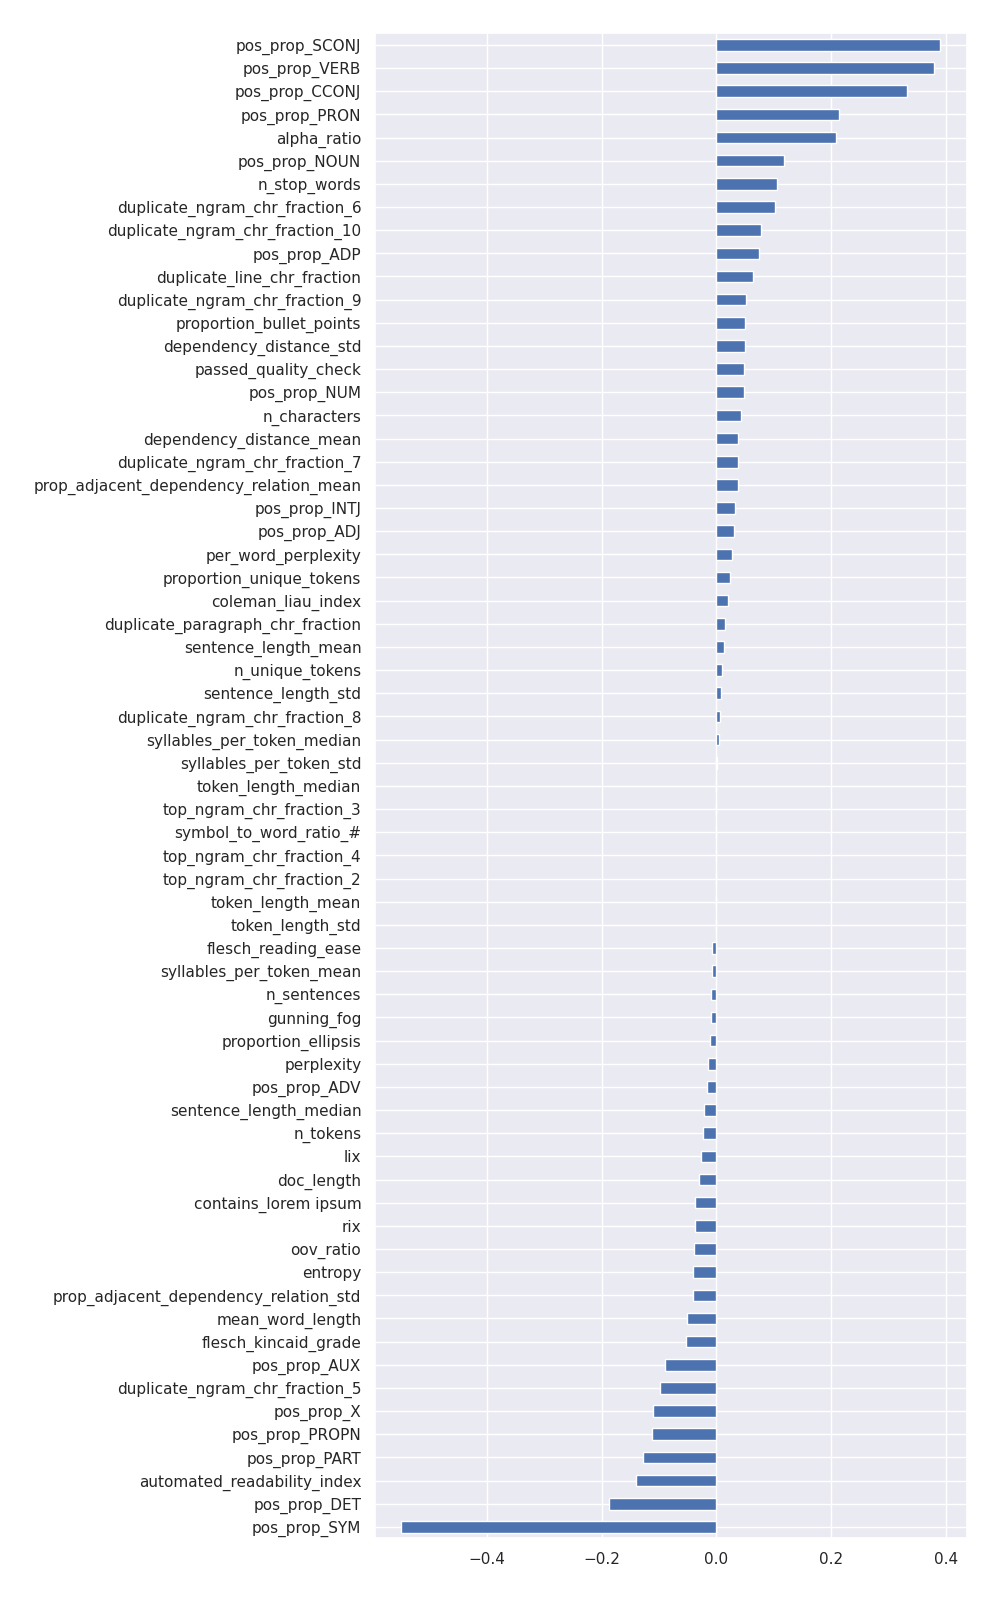 pos_prop_SCONJ
pos_prop_VERB
pos_prop_CCONJ
pos_prop_PRON
alpha_ratio
pos_prop_NOUN
n_stop_words
duplicate_ngram_chr_fraction_6
duplicate_ngram_chr_fraction_10
pos_prop_ADP
duplicate_line_chr_fraction
duplicate_ngram_chr_fraction_9
proportion_bullet_points
dependency_distance_std
passed_quality_check
pos_prop_NUM
n_characters
dependency_distance_mean
duplicate_ngram_chr_fraction_7
prop_adjacent_dependency_relation_mean
pos_prop_INTJ
pos_prop_ADJ
per_word_perplexity
proportion_unique_tokens
coleman_liau_index
duplicate_paragraph_chr_fraction
sentence_length_mean
n_unique_tokens
sentence_length_std
duplicate_ngram_chr_fraction_8
syllables_per_token_median
syllables_per_token_std
token_length_median
top_ngram_chr_fraction_3
symbol_to_word_ratio_#
top_ngram_chr_fraction_4
top_ngram_chr_fraction_2
token_length_mean
token_length_std
flesch_reading_ease
syllables_per_token_mean
n_sentences
gunning_fog
proportion_ellipsis
perplexity
pos_prop_ADV
sentence_length_median
n_tokens
lix
doc_length
contains_lorem ipsum
rix
oov_ratio
entropy
prop_adjacent_dependency_relation_std
mean_word_length
flesch_kincaid_grade
pos_prop_AUX
duplicate_ngram_chr_fraction_5
pos_prop_X
pos_prop_PROPN
pos_prop_PART
automated_readability_index
pos_prop_DET
pos_prop_SYM
−0.4 −0.2 0.0 0.2 0.4